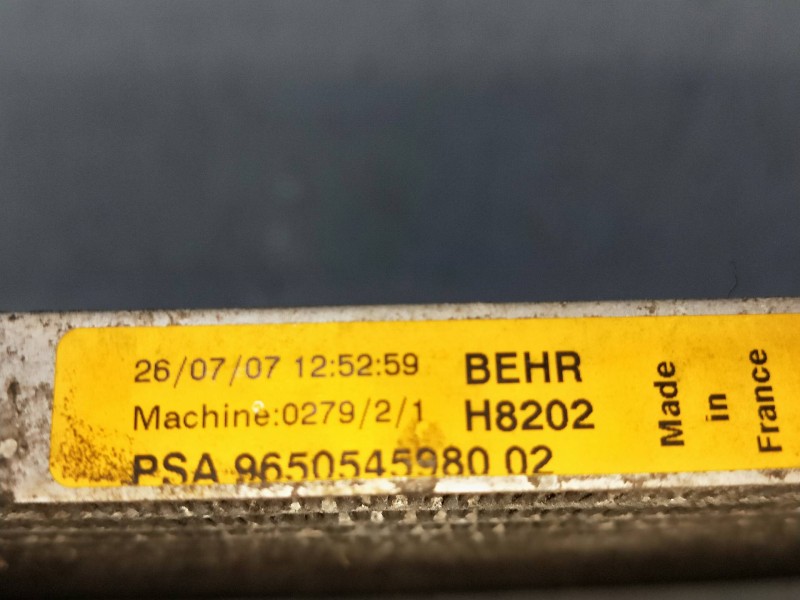 26/07/07 12:52:59 BEHR
Machine:0279/2/1 H8202
PSA 9650545980 02
Made
in
France